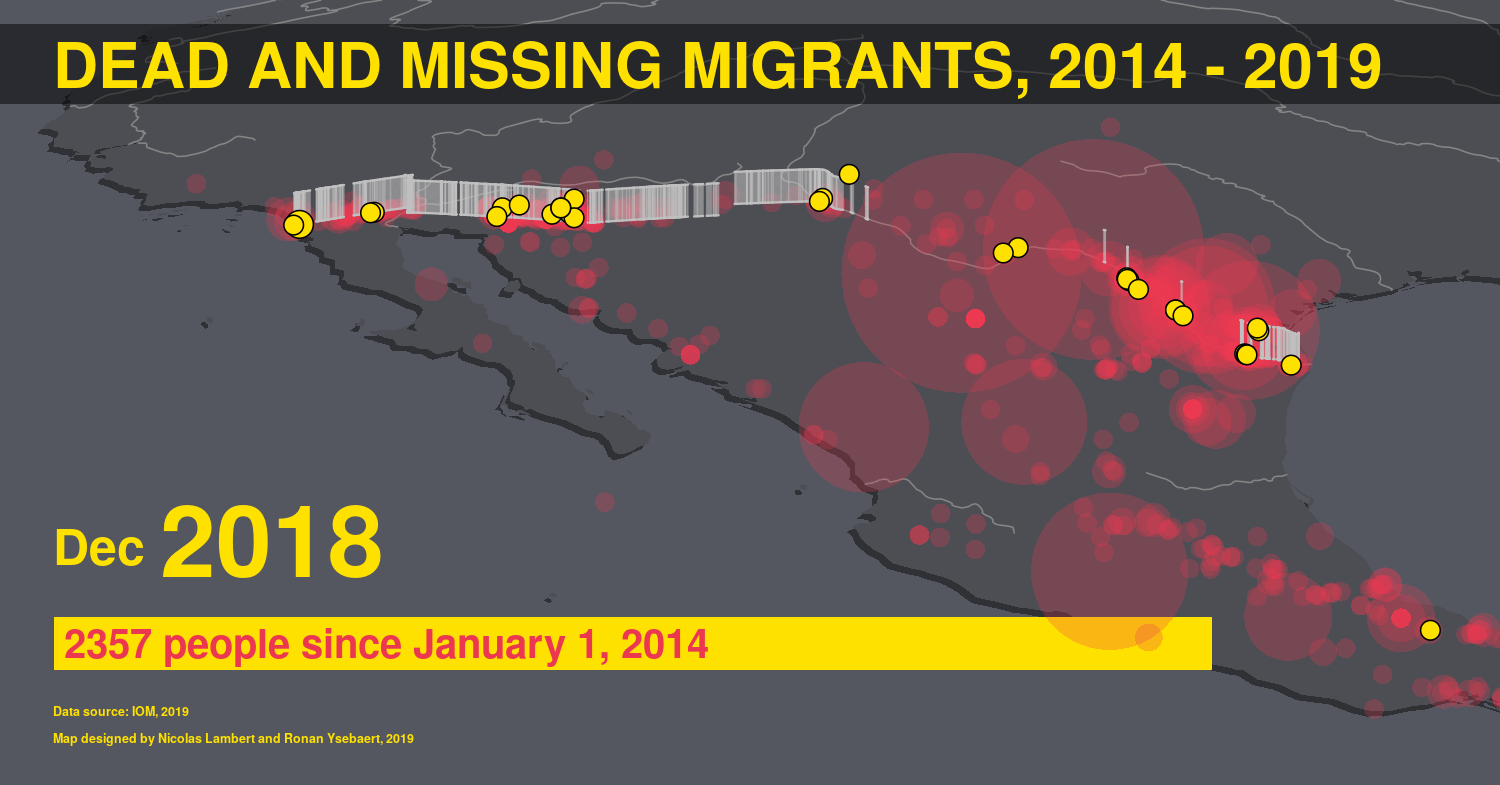 DEAD AND MISSING MIGRANTS, 2014 - 2019
Dec 2018
2357 people since January 1, 2014
Data source: IOM, 2019
Map designed by Nicolas Lambert and Ronan Ysebaert, 2019